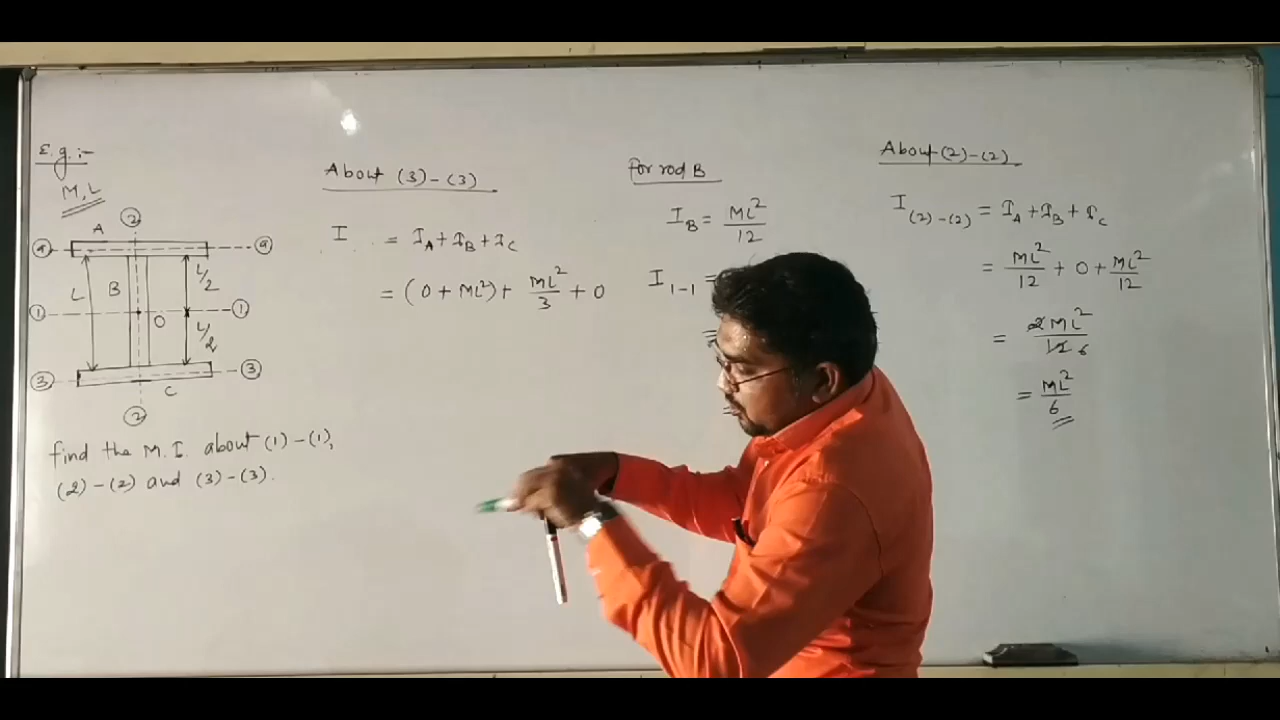 E.g. :-
M, L
②
A
④ ④
L B L/2
① O ①
L/2
③ ③
C
②
find the M.I. about (1)-(1),
(2)-(2) and (3)-(3).
About (3)-(3)
I = I_A + I_B + I_C
= (0 + ML²) + ML²/3 + 0
For rod B
I_B = ML²/12
I_1-1 =
=
About (2)-(2)
I_(2)-(2) = I_A + I_B + I_C
= ML²/12 + 0 + ML²/12
= 2ML²/12 6
= ML²/6